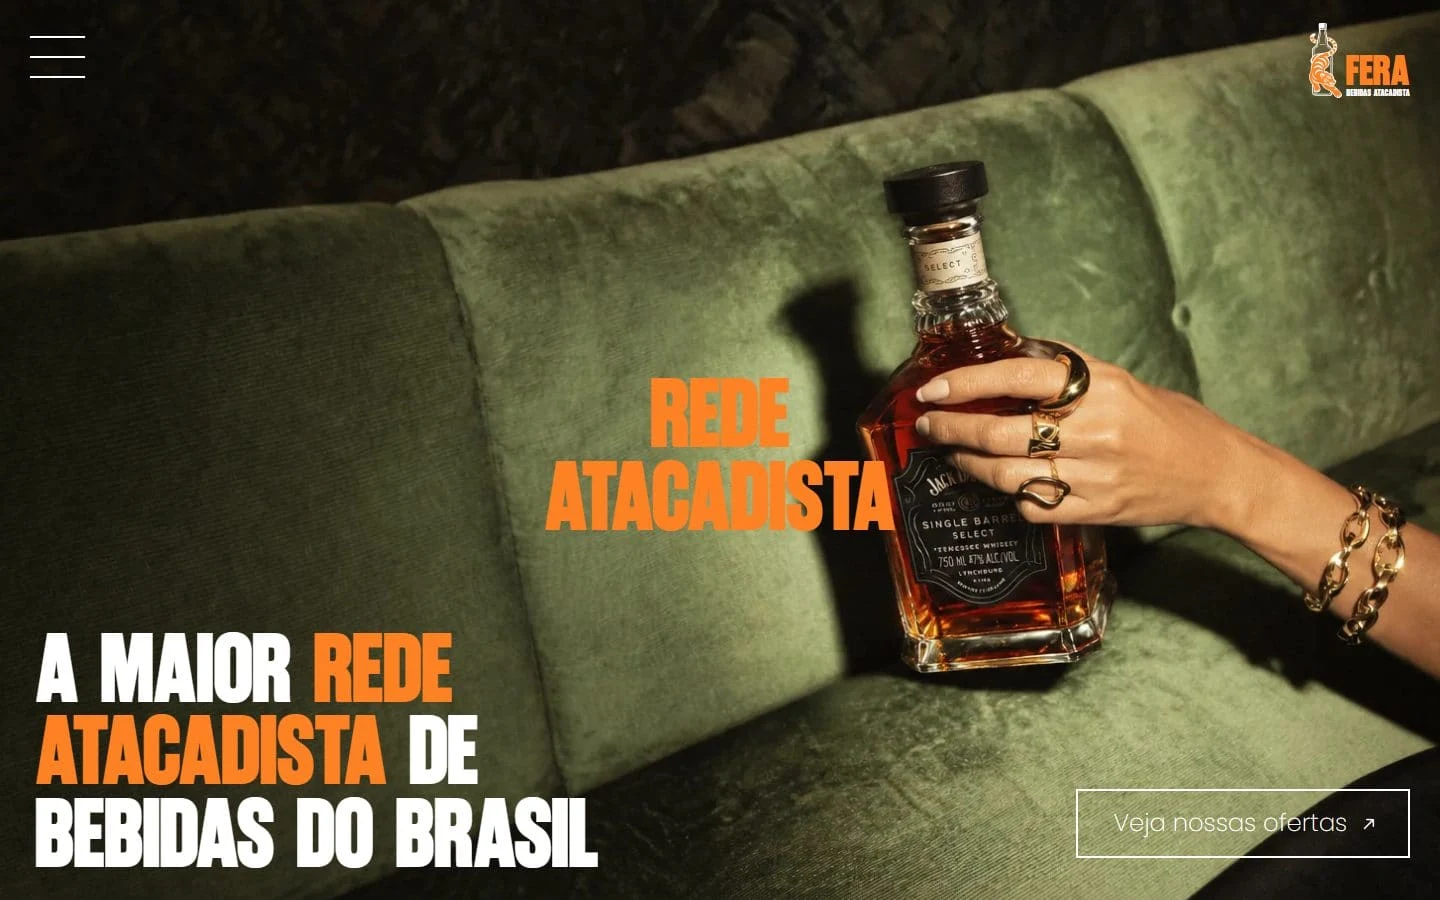 FERA
BEBIDAS ATACADISTA
SELECT
REDE
ATACADISTA
SINGLE BARREL
SELECT
TENNESSEE WHISKEY
750 ML 47% ALC./VOL
LYNCHBURG
A MAIOR REDE
ATACADISTA DE
BEBIDAS DO BRASIL
Veja nossas ofertas ↗